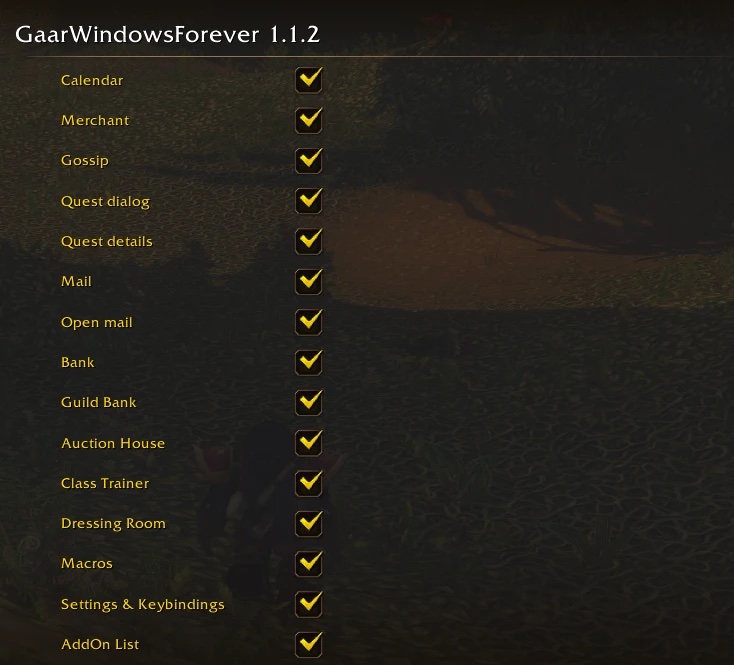 GaarWindowsForever 1.1.2
Calendar
Merchant
Gossip
Quest dialog
Quest details
Mail
Open mail
Bank
Guild Bank
Auction House
Class Trainer
Dressing Room
Macros
Settings & Keybindings
AddOn List